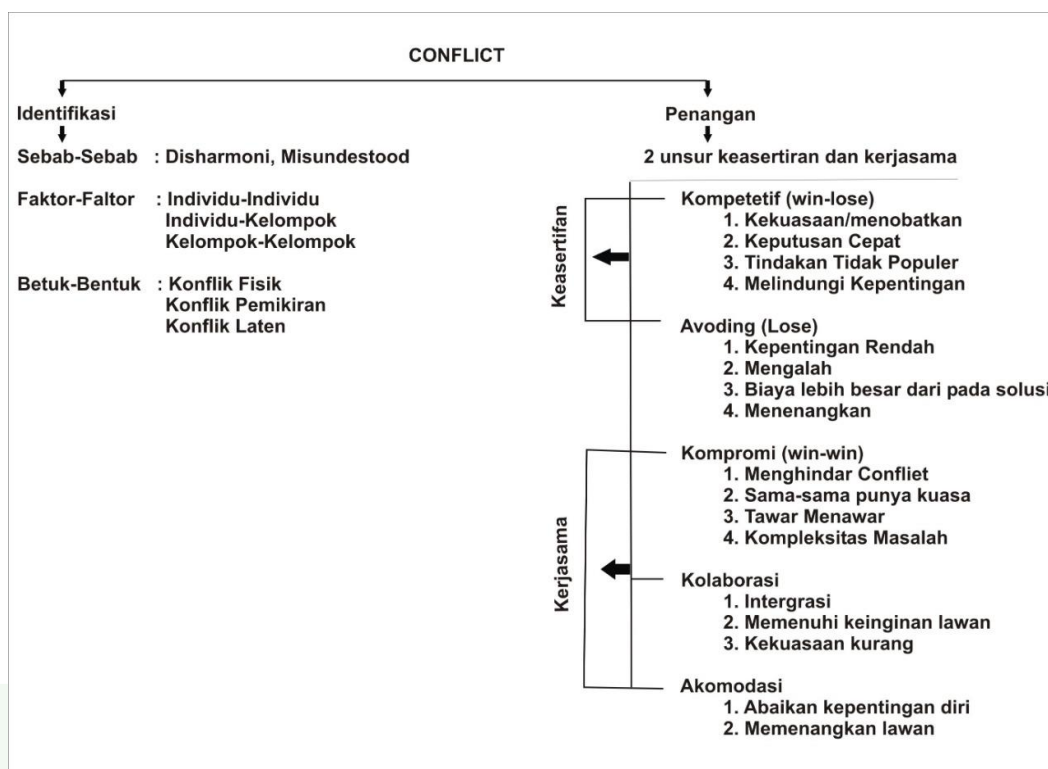 CONFLICT
Identifikasi
Sebab-Sebab : Disharmoni, Misundestood
Faktor-Faltor : Individu-Individu
Individu-Kelompok
Kelompok-Kelompok
Betuk-Bentuk : Konflik Fisik
Konflik Pemikiran
Konflik Laten
Penangan
2 unsur keasertiran dan kerjasama
Keasertifan
Kompetetif (win-lose)
1. Kekuasaan/menobatkan
2. Keputusan Cepat
3. Tindakan Tidak Populer
4. Melindungi Kepentingan
Avoding (Lose)
1. Kepentingan Rendah
2. Mengalah
3. Biaya lebih besar dari pada solusi
4. Menenangkan
Kerjasama
Kompromi (win-win)
1. Menghindar Confliet
2. Sama-sama punya kuasa
3. Tawar Menawar
4. Kompleksitas Masalah
Kolaborasi
1. Intergrasi
2. Memenuhi keinginan lawan
3. Kekuasaan kurang
Akomodasi
1. Abaikan kepentingan diri
2. Memenangkan lawan